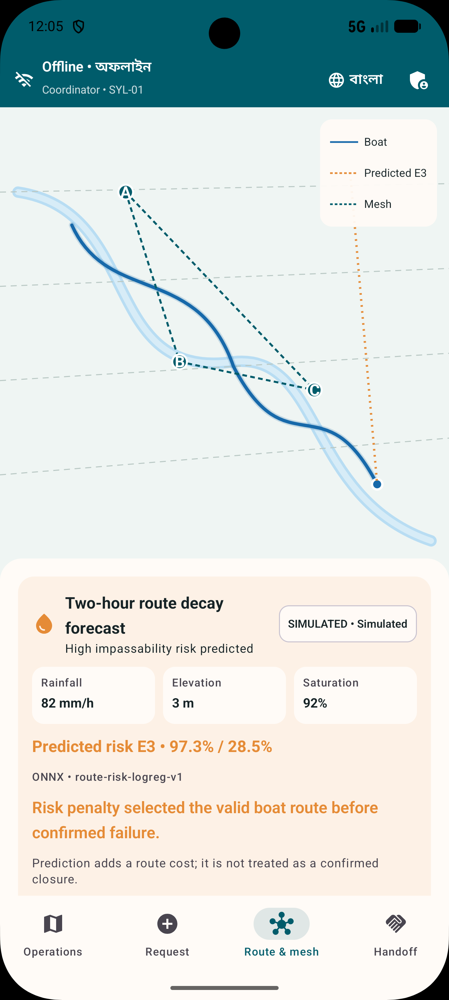 12:05
5G
Offline • অফলাইন
Coordinator • SYL-01
বাংলা
Boat
Predicted E3
Mesh
A
B
C
Two-hour route decay
forecast
High impassability risk predicted
SIMULATED • Simulated
Rainfall
82 mm/h
Elevation
3 m
Saturation
92%
Predicted risk E3 • 97.3% / 28.5%
ONNX • route-risk-logreg-v1
Risk penalty selected the valid boat route before
confirmed failure.
Prediction adds a route cost; it is not treated as a confirmed
closure.
Operations
Request
Route & mesh
Handoff